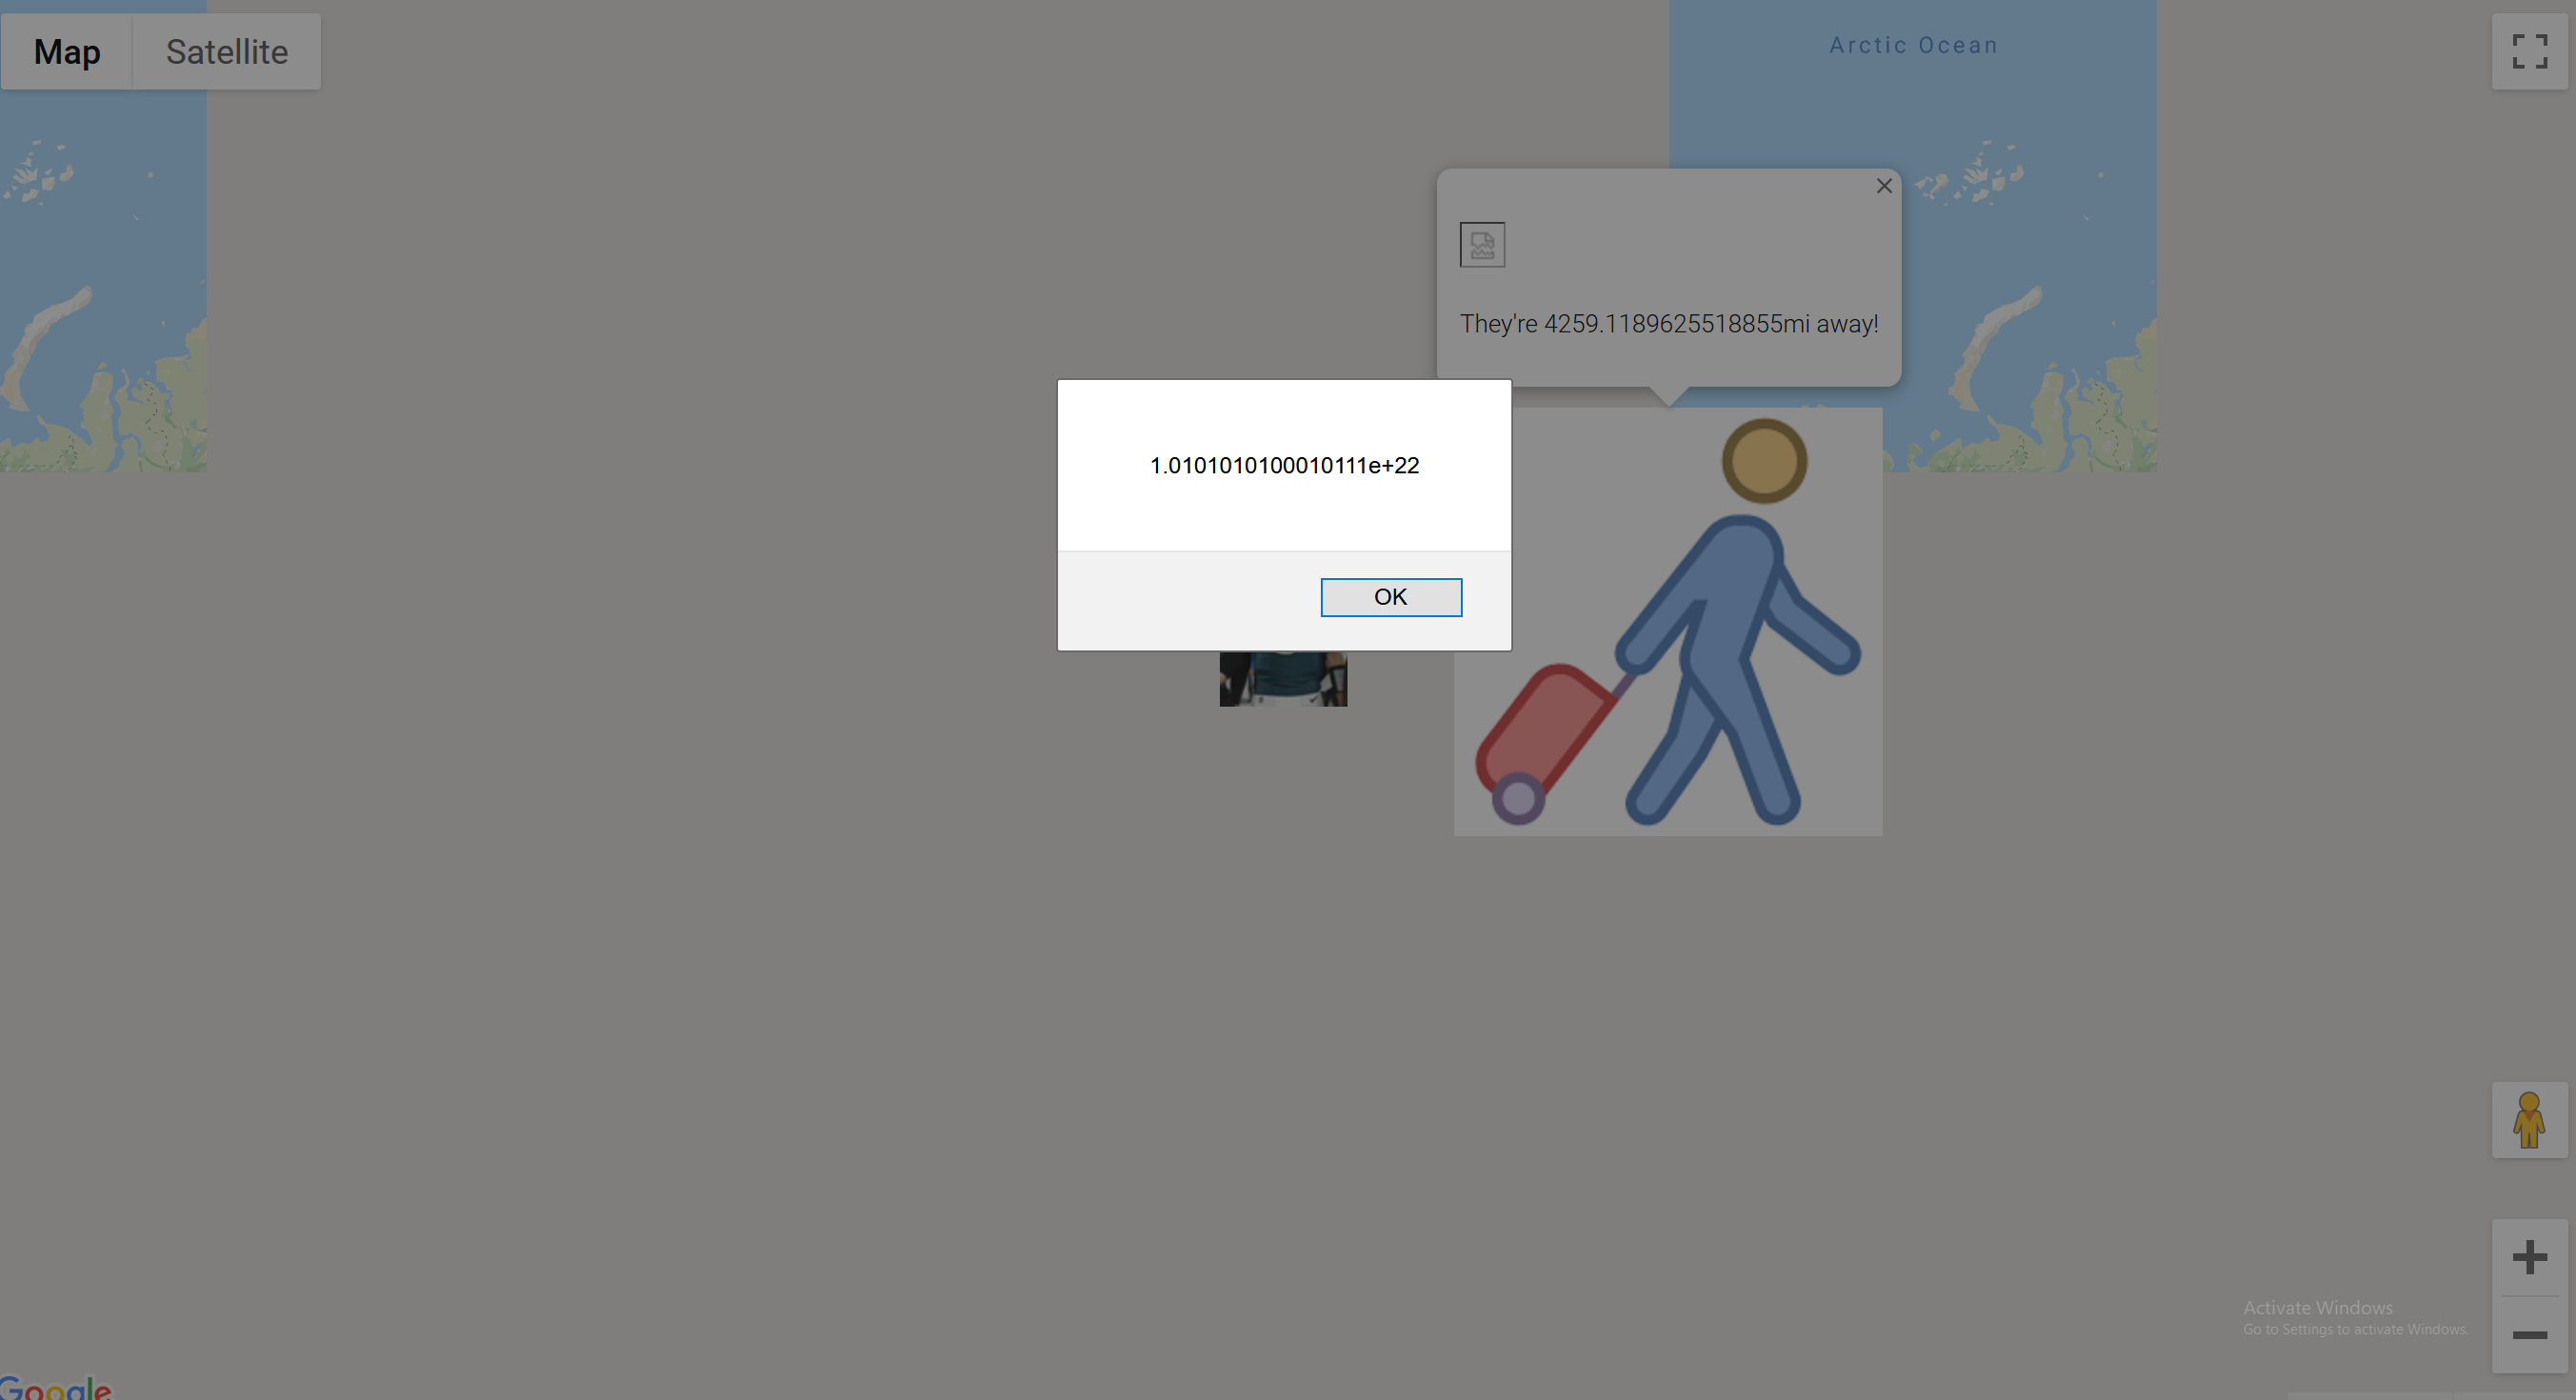 Map Satellite
Arctic Ocean
They're 4259.1189625518855mi away!
1.0101010100010111e+22
OK
Activate Windows
Go to Settings to activate Windows.
Google